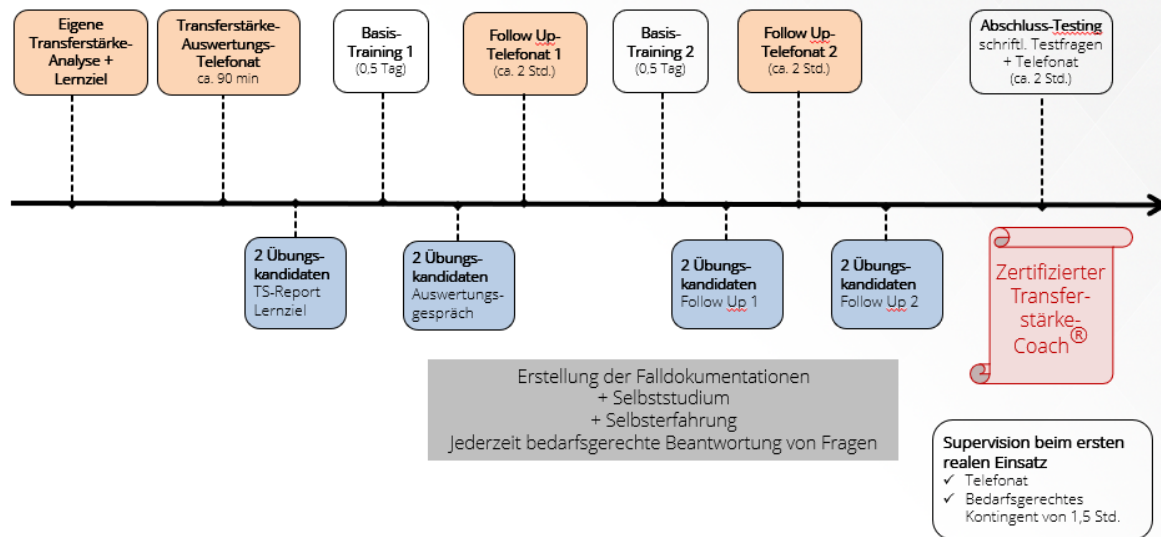 Eigene
Transferstärke-
Analyse +
Lernziel
Transferstärke-
Auswertungs-
Telefonat
ca. 90 min
Basis-
Training 1
(0,5 Tag)
Follow Up-
Telefonat 1
(ca. 2 Std.)
Basis-
Training 2
(0,5 Tag)
Follow Up-
Telefonat 2
(ca. 2 Std.)
Abschluss-Testing
schriftl. Testfragen
+ Telefonat
(ca. 2 Std.)
2 Übungs-
kandidaten
TS-Report
Lernziel
2 Übungs-
kandidaten
Auswertungs-
gespräch
2 Übungs-
kandidaten
Follow Up 1
2 Übungs-
kandidaten
Follow Up 2
Zertifizierter
Transfer-
stärke-
Coach®
Erstellung der Falldokumentationen
+ Selbststudium
+ Selbsterfahrung
Jederzeit bedarfsgerechte Beantwortung von Fragen
Supervision beim ersten
realen Einsatz
✓ Telefonat
✓ Bedarfsgerechtes
Kontingent von 1,5 Std.